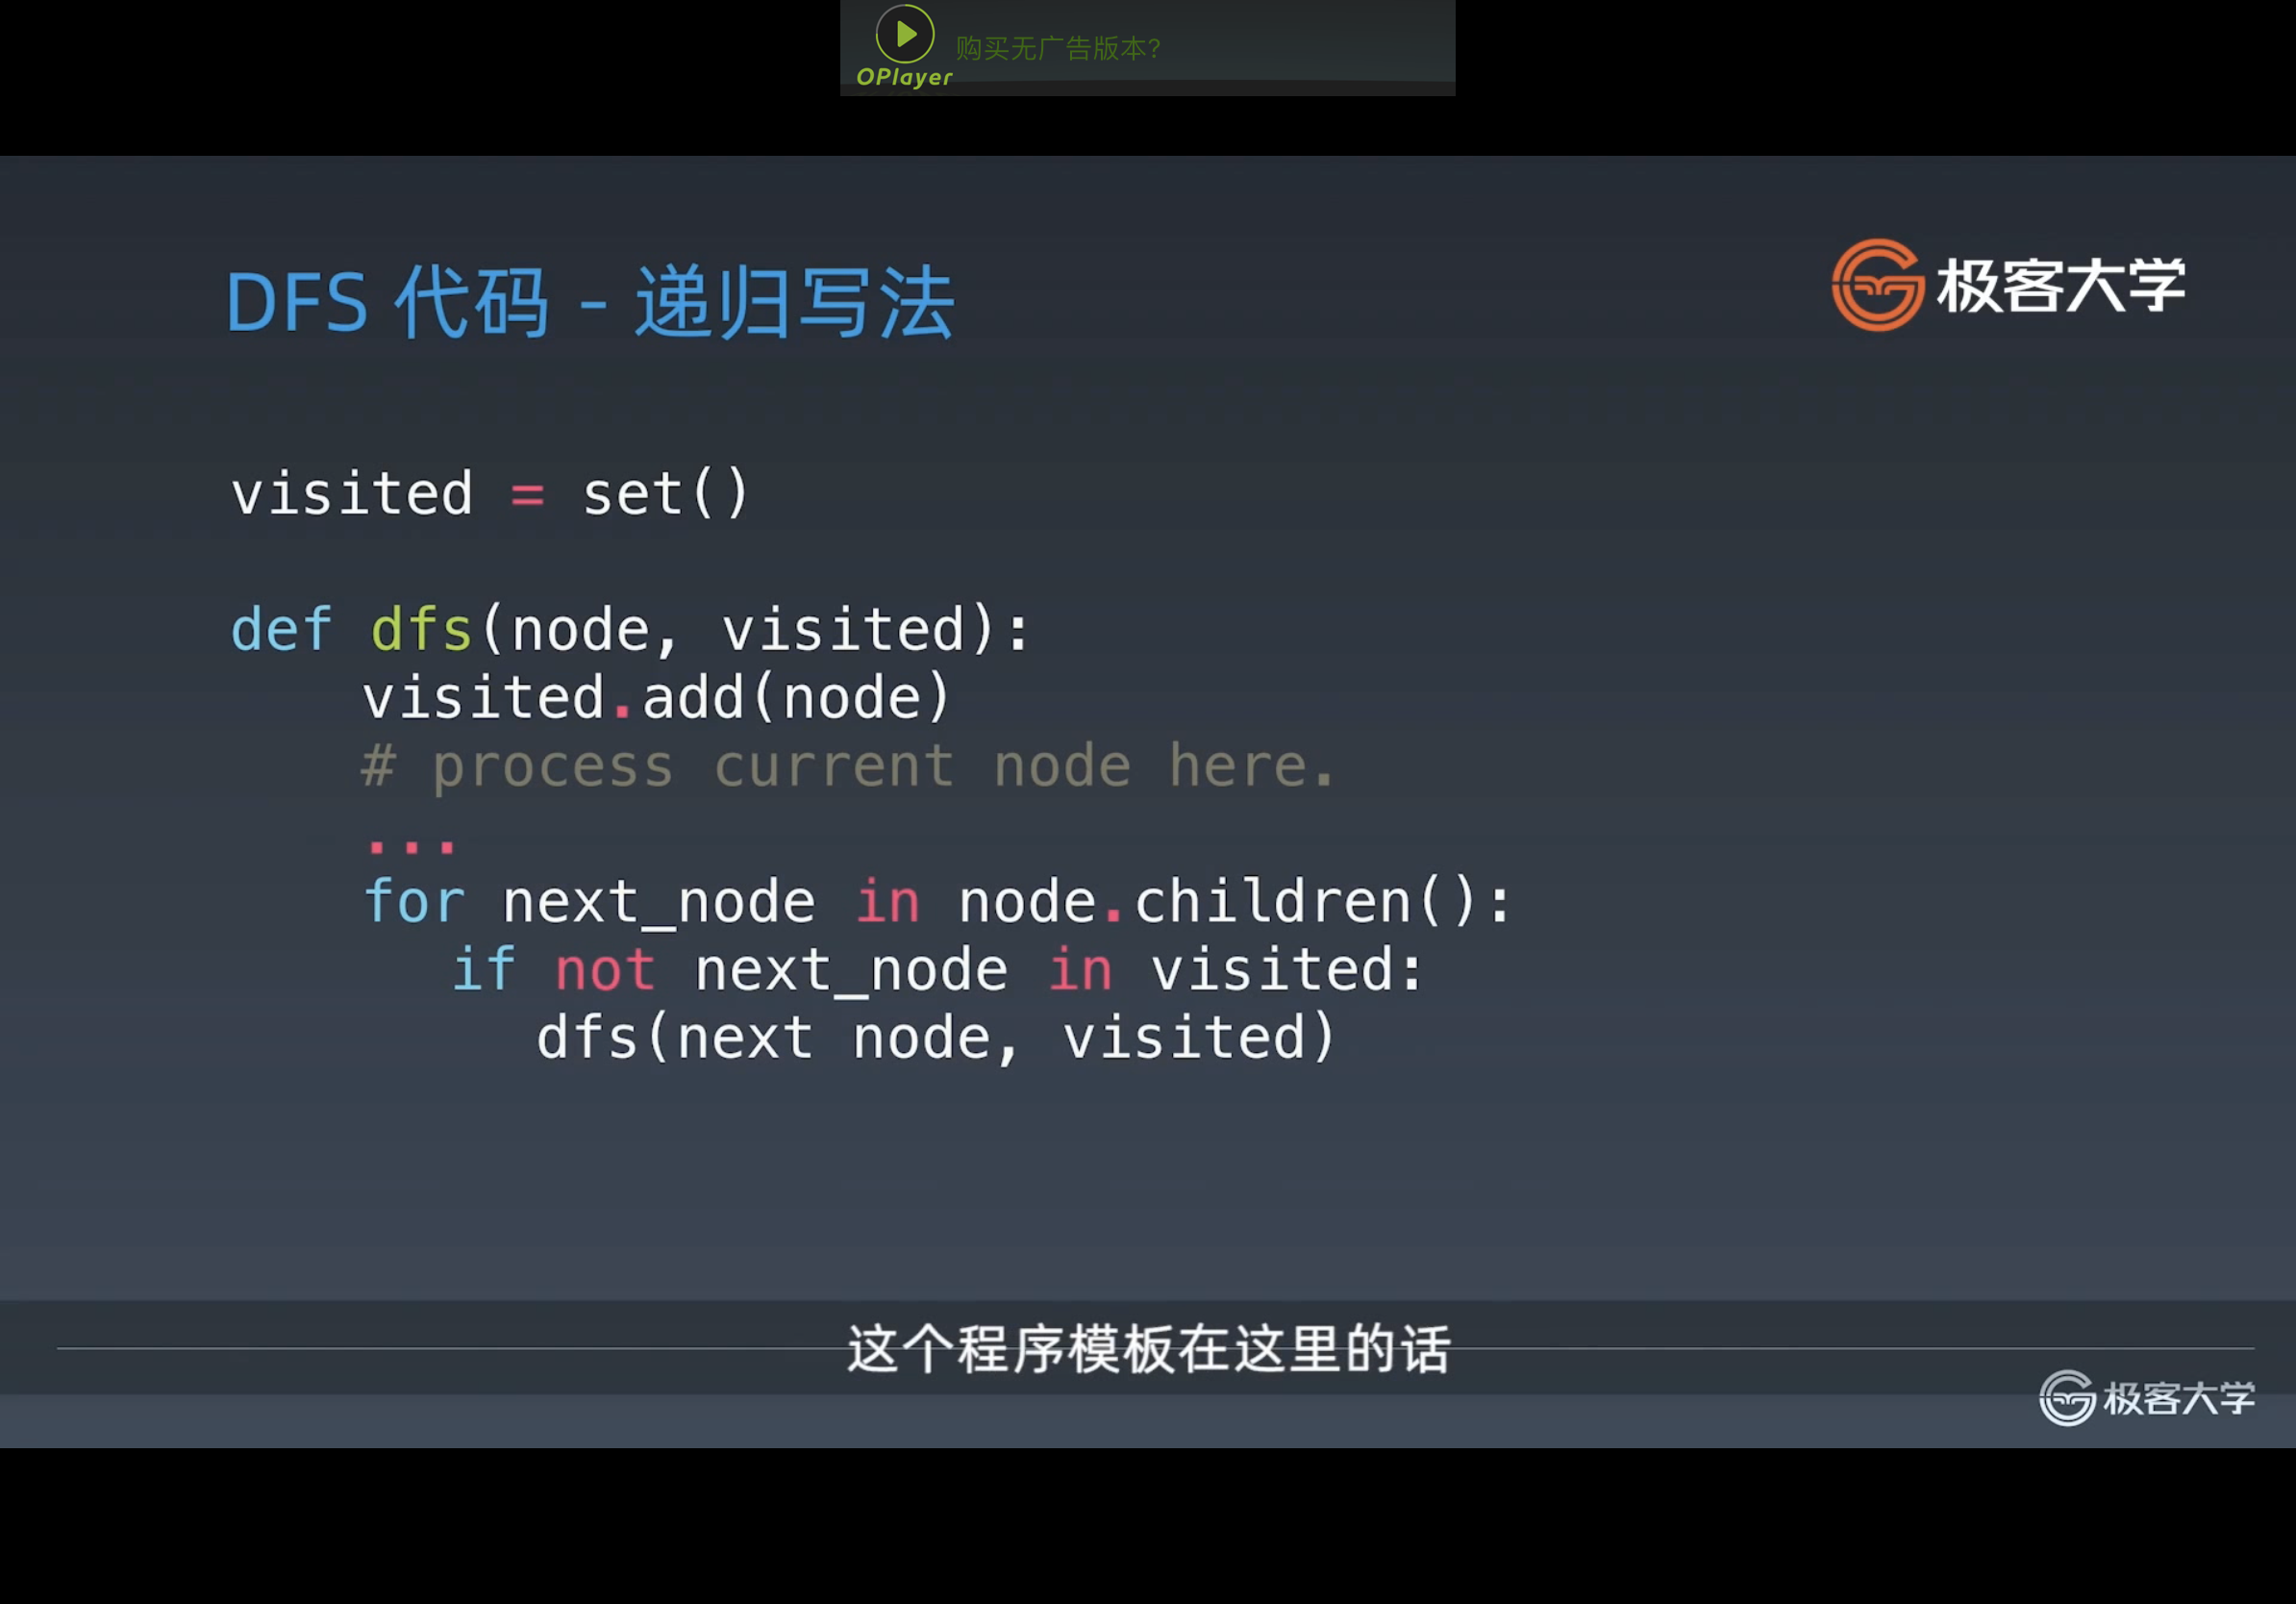 购买无广告版本?
OPlayer
DFS 代码 - 递归写法
极客大学
visited = set()
def dfs(node, visited):
visited.add(node)
# process current node here.
...
for next_node in node.children():
if not next_node in visited:
dfs(next node, visited)
这个程序模板在这里的话
极客大学